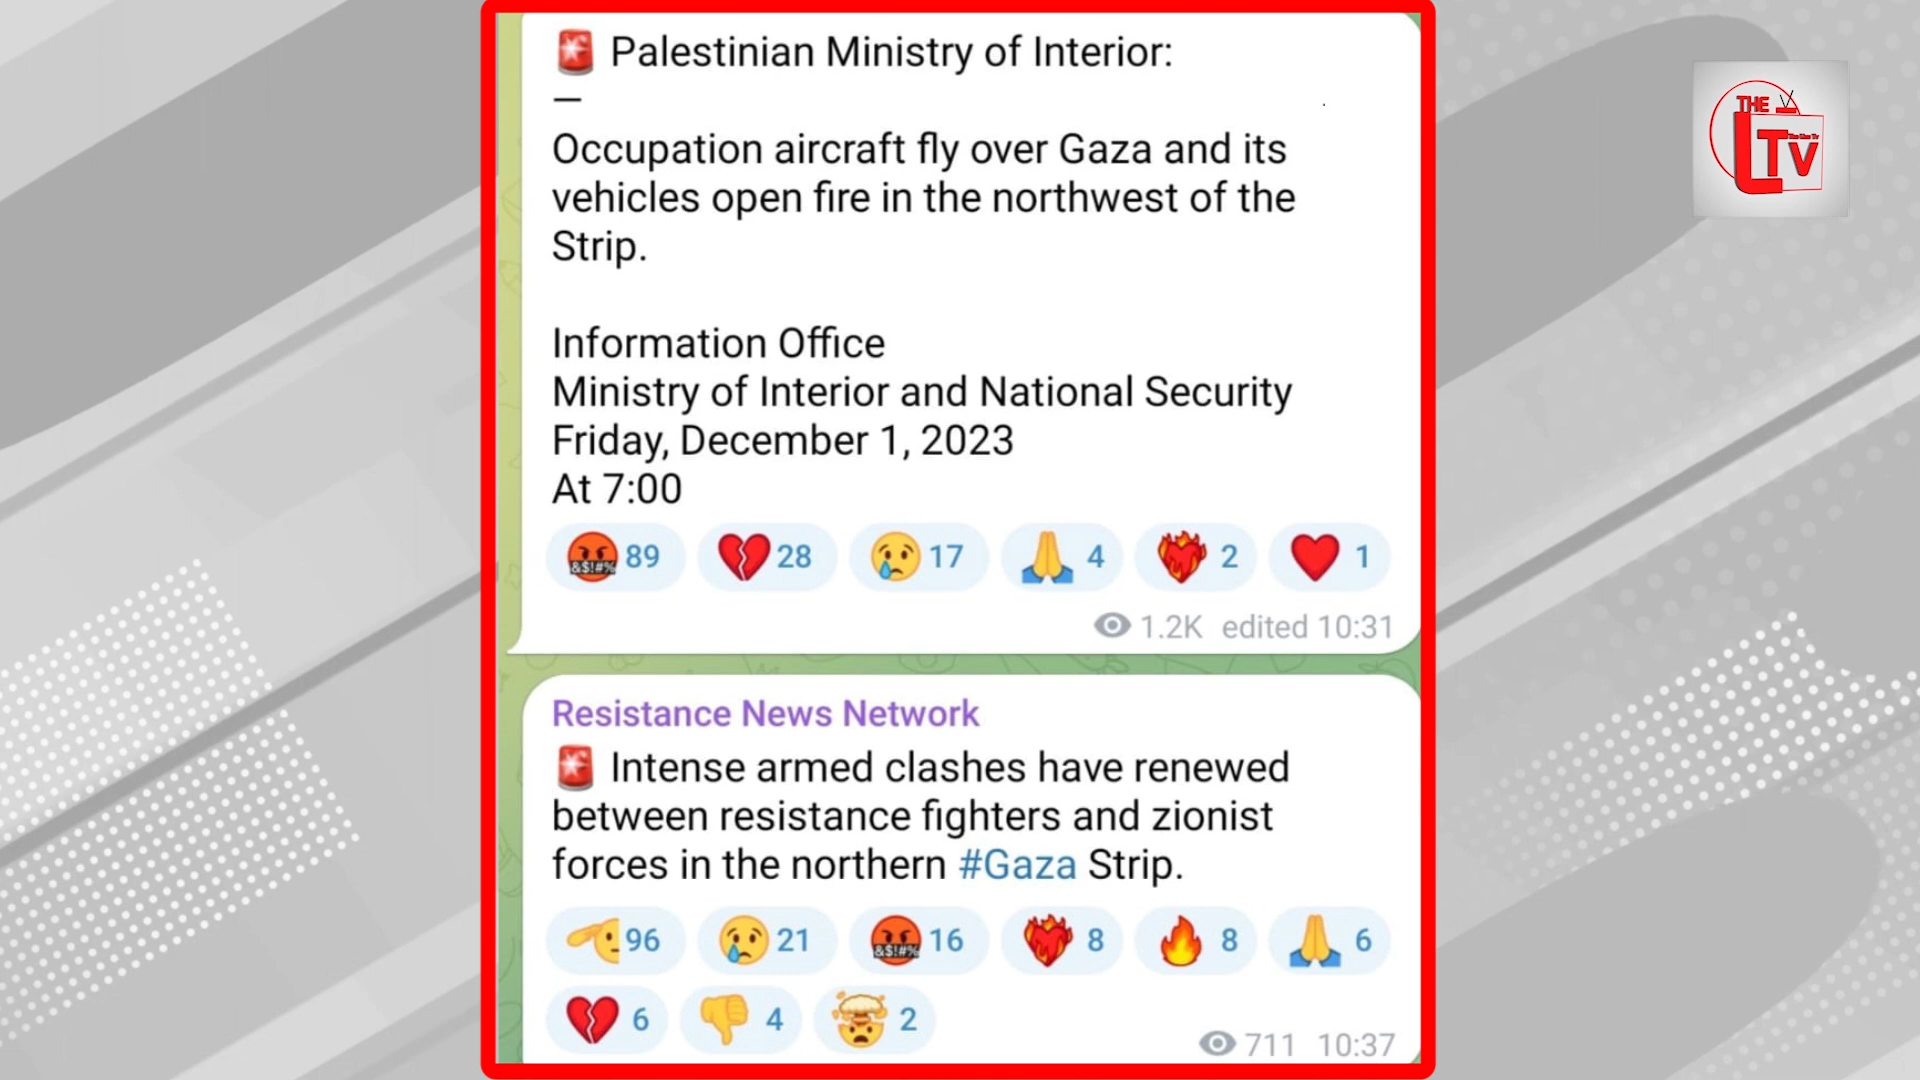 🚨 Palestinian Ministry of Interior:
—
Occupation aircraft fly over Gaza and its
vehicles open fire in the northwest of the
Strip.
Information Office
Ministry of Interior and National Security
Friday, December 1, 2023
At 7:00
89 28 17 4 2 1
1.2K edited 10:31
Resistance News Network
🚨 Intense armed clashes have renewed
between resistance fighters and zionist
forces in the northern #Gaza Strip.
96 21 16 8 8 6
6 4 2
711 10:37
THE
LTV